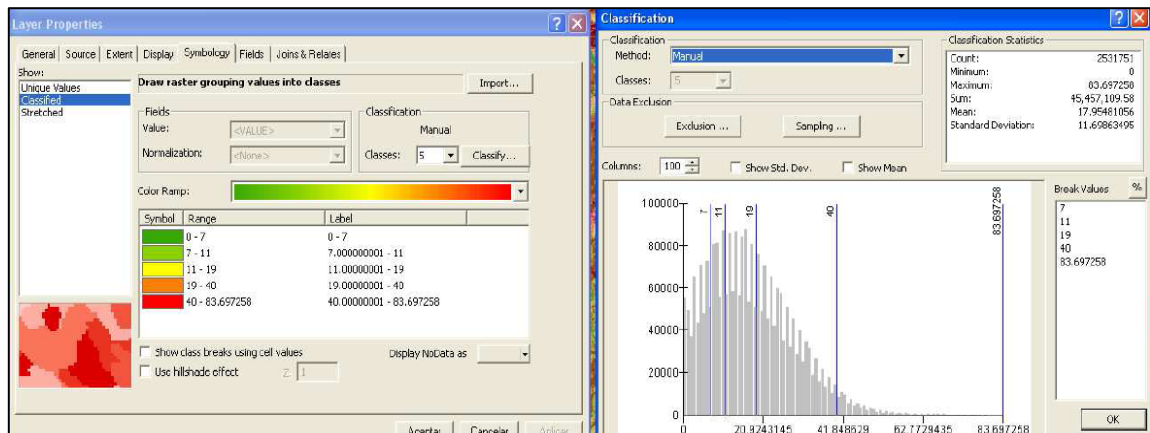 Layer Properties
General Source Extent Display Symbology Fields Joins & Relates
Show:
Unique Values
Classified
Stretched
Draw raster grouping values into classes
Import...
Fields
Value: <VALUE>
Normalization: <None>
Classification
Manual
Classes: 5 Classify...
Color Ramp:
Symbol Range Label
0 - 7 0 - 7
7 - 11 7.000000001 - 11
11 - 19 11.00000001 - 19
19 - 40 19.00000001 - 40
40 - 83.697258 40.00000001 - 83.697258
Show class breaks using cell values
Display NoData as
Use hillshade effect Z: 1
Aceptar Cancelar Aplicar
Classification
Classification
Method: Manual
Classes: 5
Data Exclusion
Exclusion ... Sampling ...
Classification Statistics
Count: 2531751
Minimum: 0
Maximum: 83.697258
Sum: 45,457,109.58
Mean: 17.95481056
Standard Deviation: 11.69863495
Columns: 100 Show Std. Dev. Show Mean
Break Values %
7
11
19
40
83.697258
7 11 19 40 83.697258
100000
80000
60000
40000
20000
0
0 20.9243145 41.848629 62.7729435 83.697258
OK